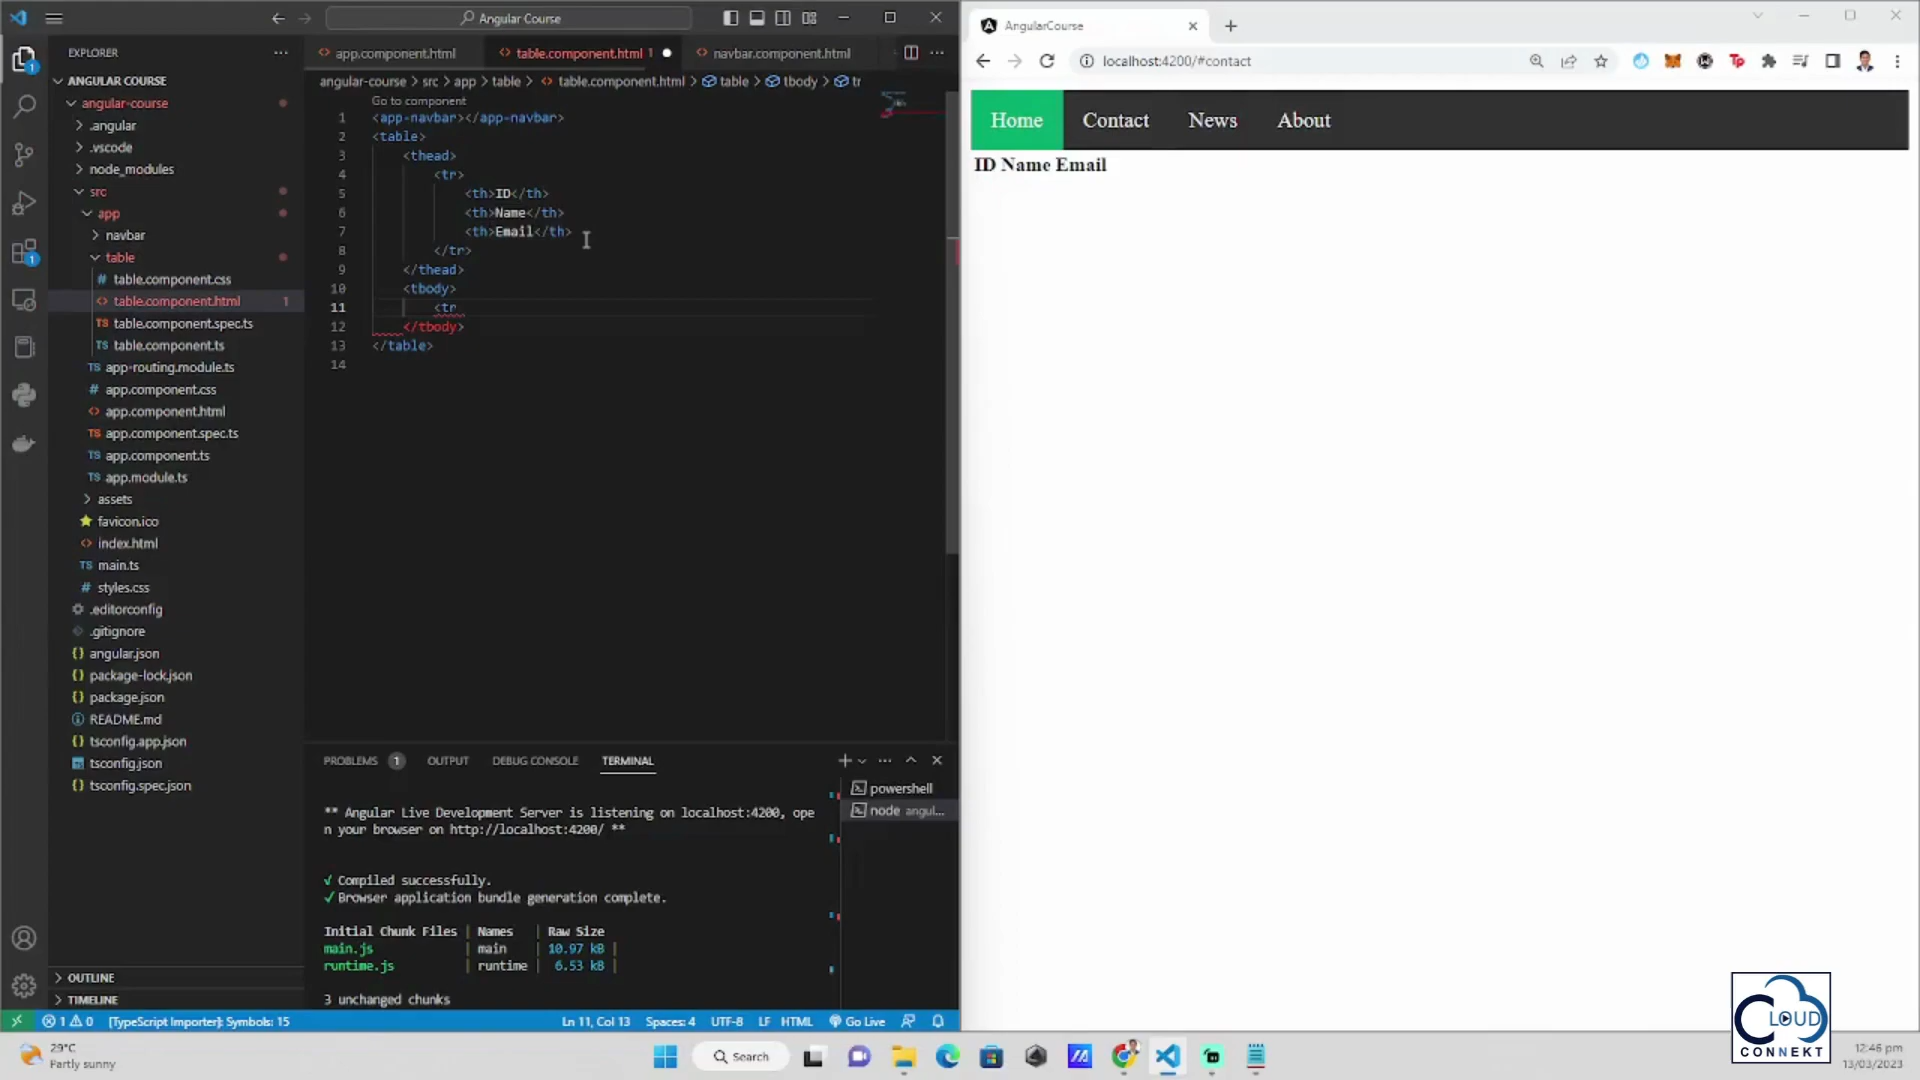 Angular Course
EXPLORER
ANGULAR COURSE
angular-course
.angular
.vscode
node_modules
src
app
navbar
table
table.component.css
table.component.html 1
table.component.spec.ts
table.component.ts
app-routing.module.ts
app.component.css
app.component.html
app.component.spec.ts
app.component.ts
app.module.ts
assets
favicon.ico
index.html
main.ts
styles.css
.editorconfig
.gitignore
angular.json
package-lock.json
package.json
README.md
tsconfig.app.json
tsconfig.json
tsconfig.spec.json
OUTLINE
TIMELINE
app.component.html table.component.html 1 navbar.component.html
angular-course > src > app > table > table.component.html > table > tbody > tr
Go to component
1 <app-navbar></app-navbar>
2 <table>
3 <thead>
4 <tr>
5 <th>ID</th>
6 <th>Name</th>
7 <th>Email</th>
8 </tr>
9 </thead>
10 <tbody>
11 <tr
12 </tbody>
13 </table>
14
PROBLEMS 1 OUTPUT DEBUG CONSOLE TERMINAL
** Angular Live Development Server is listening on localhost:4200, ope
n your browser on http://localhost:4200/ **
√ Compiled successfully.
√ Browser application bundle generation complete.
Initial Chunk Files | Names | Raw Size
main.js | main | 10.97 kB |
runtime.js | runtime | 6.53 kB |
3 unchanged chunks
powershell
node angul...
1 0 [TypeScript Importer]: Symbols: 15 Ln 11, Col 13 Spaces: 4 UTF-8 LF HTML Go Live
AngularCourse
localhost:4200/#contact
Home Contact News About
ID Name Email
CLOUD
CONNEKT
29°C
Partly sunny
Search
12:46 pm
13/03/2023